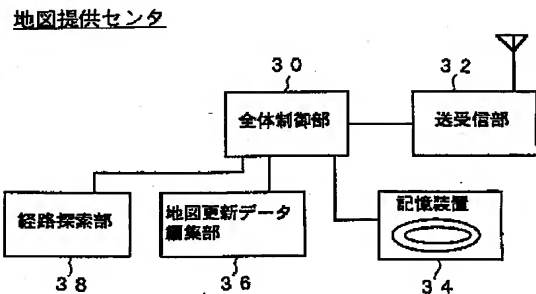 地図提供センタ
30
32
全体制御部
送受信部
経路探索部
地図更新データ
編集部
記憶装置
38
36
34